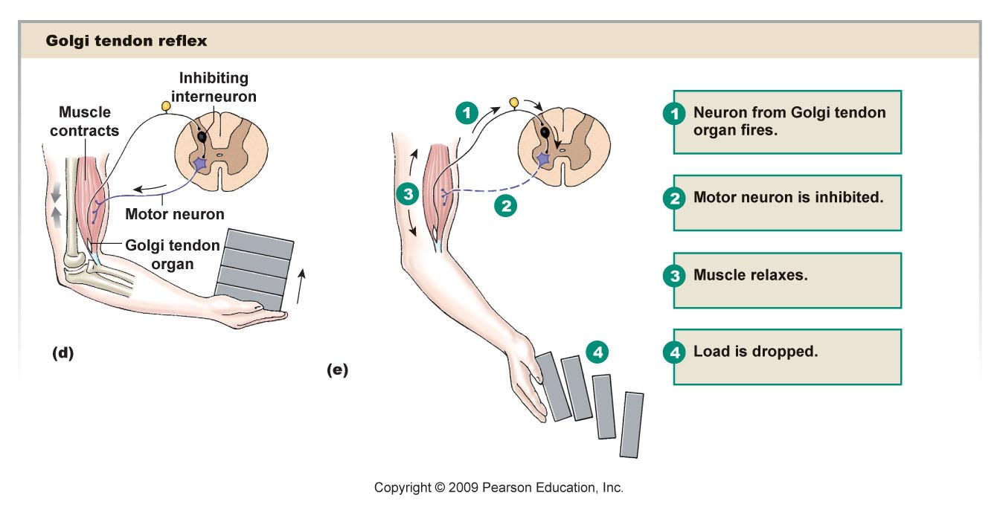 Golgi tendon reflex
Inhibiting
interneuron
Muscle
contracts
Motor neuron
Golgi tendon
organ
(d)
1
2
3
4
(e)
1 Neuron from Golgi tendon
organ fires.
2 Motor neuron is inhibited.
3 Muscle relaxes.
4 Load is dropped.
Copyright © 2009 Pearson Education, Inc.